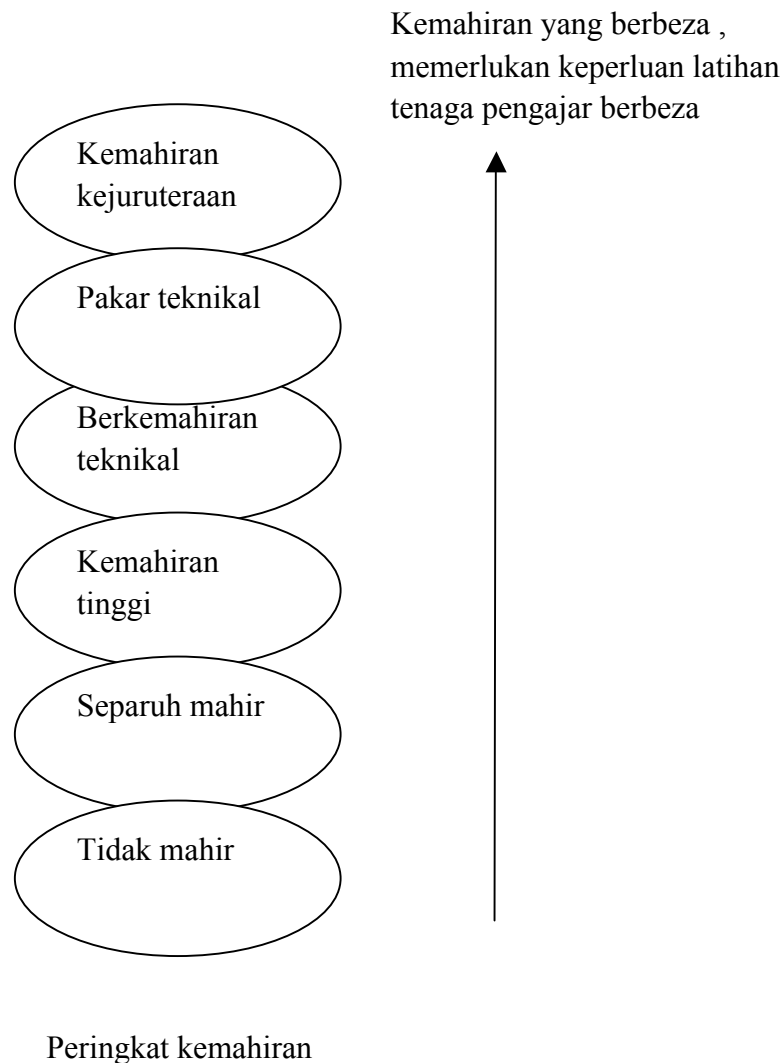 Kemahiran yang berbeza ,
memerlukan keperluan latihan
tenaga pengajar berbeza
Kemahiran
kejuruteraan
Pakar teknikal
Berkemahiran
teknikal
Kemahiran
tinggi
Separuh mahir
Tidak mahir
Peringkat kemahiran